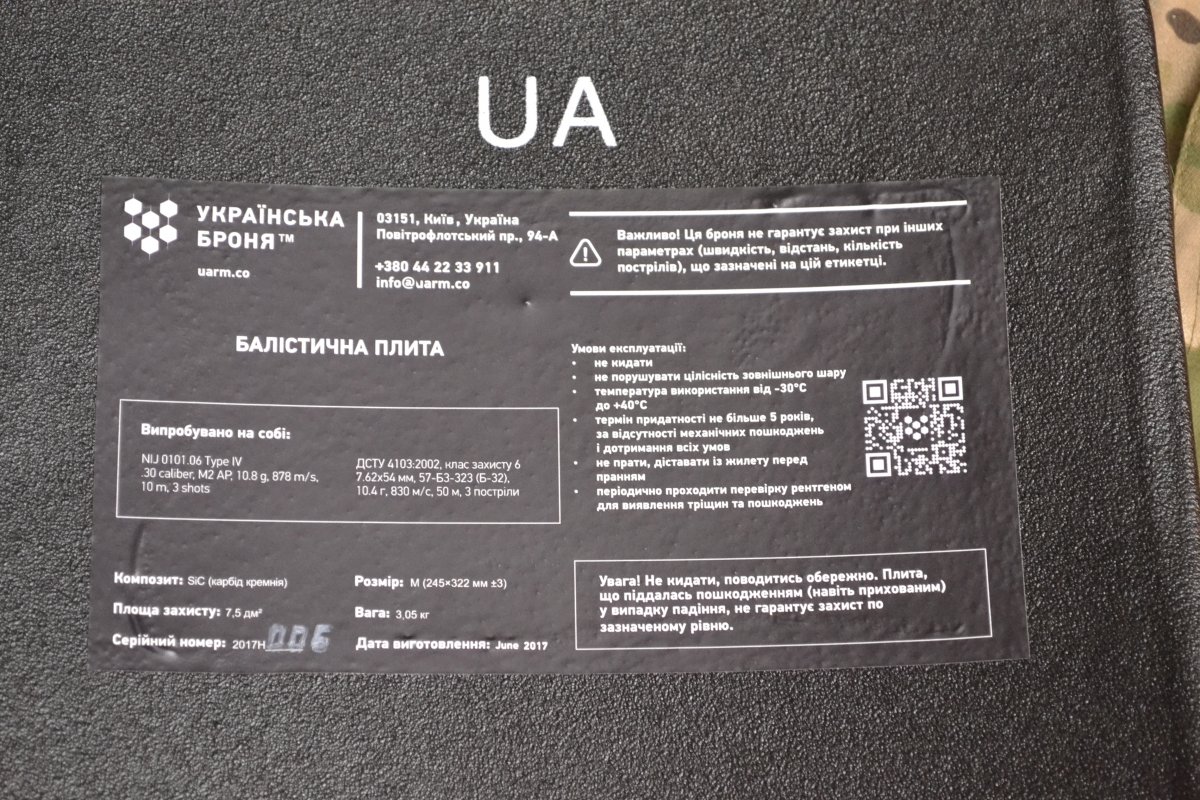 UA
УКРАЇНСЬКА
БРОНЯ™
uarm.co
03151, Київ, Україна
Повітрофлотський пр., 94-А
+380 44 22 33 911
info@uarm.co
Важливо! Ця броня не гарантує захист при інших
параметрах (швидкість, відстань, кількість
пострілів), що зазначені на цій етикетці.
БАЛІСТИЧНА ПЛИТА
Випробувано на собі:
NIJ 0101.06 Type IV
.30 caliber, M2 AP, 10.8 g, 878 m/s,
10 m, 3 shots
ДСТУ 4103:2002, клас захисту 6
7.62х54 мм, 57-БЗ-323 (Б-32),
10.4 г, 830 м/с, 50 м, 3 постріли
Композит: SiC (карбід кремнія)
Площа захисту: 7,5 дм²
Серійний номер: 2017H006
Розмір: М (245×322 мм ±3)
Вага: 3,05 кг
Дата виготовлення: June 2017
Умови експлуатації:
• не кидати
• не порушувати цілісність зовнішнього шару
• температура використання від -30°C
до +40°C
• термін придатності не більше 5 років,
за відсутності механічних пошкоджень
і дотримання всіх умов
• не прати, діставати із жилету перед
пранням
• періодично проходити перевірку рентгеном
для виявлення тріщин та пошкоджень
Увага! Не кидати, поводитись обережно. Плита,
що піддалась пошкодженням (навіть прихованим)
у випадку падіння, не гарантує захист по
зазначеному рівню.